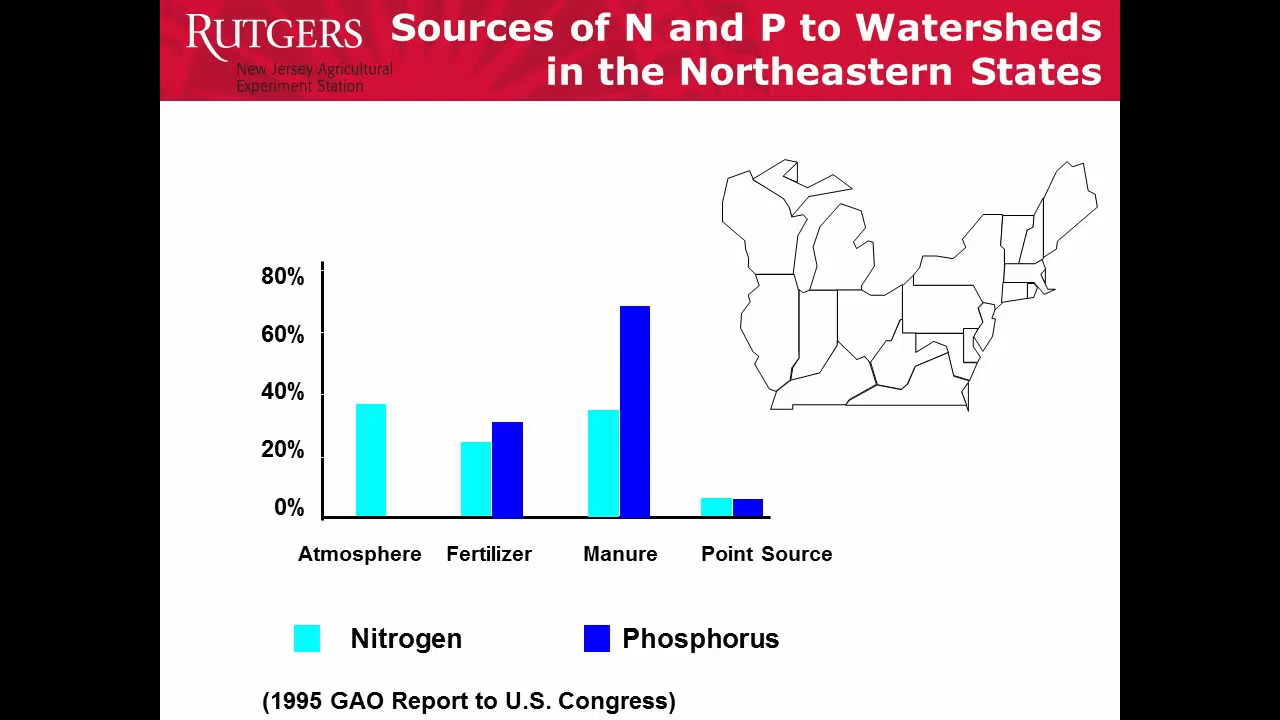 RUTGERS
New Jersey Agricultural
Experiment Station
Sources of N and P to Watersheds
in the Northeastern States
80%
60%
40%
20%
0%
Atmosphere Fertilizer Manure Point Source
Nitrogen Phosphorus
(1995 GAO Report to U.S. Congress)